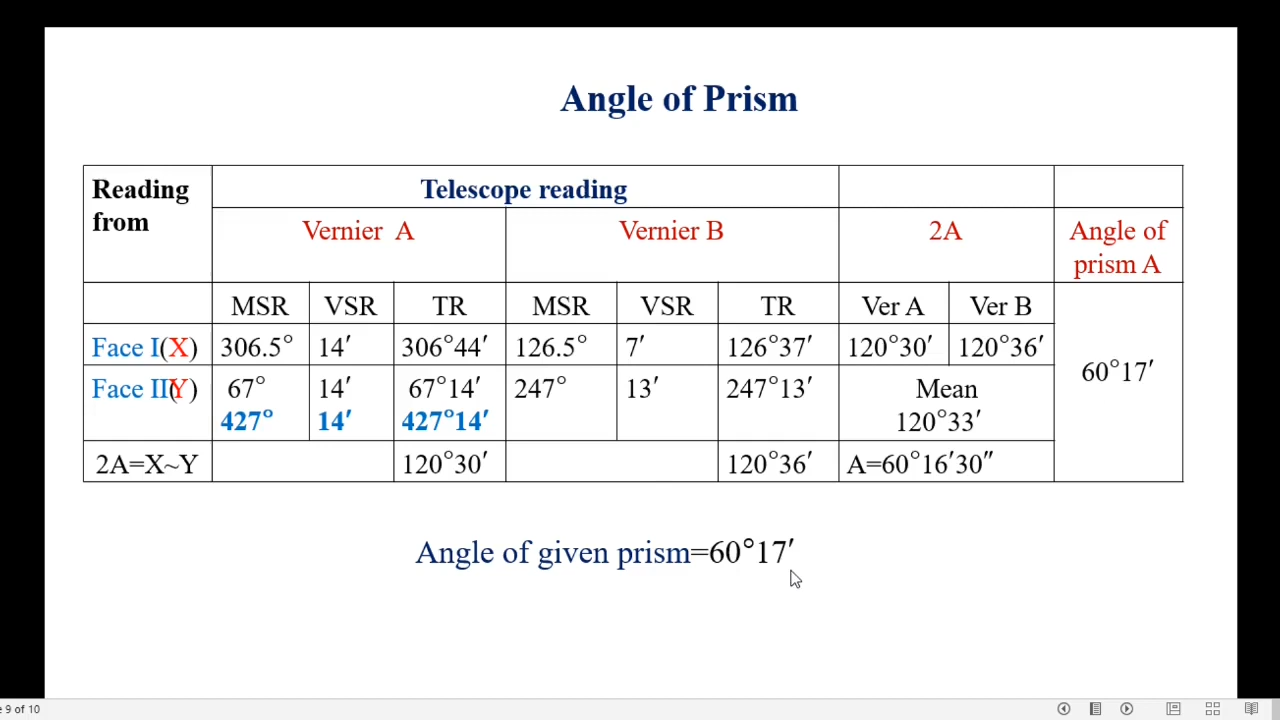 Angle of Prism
Reading from
Telescope reading
Vernier A
Vernier B
2A
Angle of prism A
MSR VSR TR MSR VSR TR Ver A Ver B
Face I(X) 306.5° 14′ 306°44′ 126.5° 7′ 126°37′ 120°30′ 120°36′
60°17′
Face II(Y) 67° 14′ 67°14′ 247° 13′ 247°13′ Mean
427° 14′ 427°14′ 120°33′
2A=X~Y 120°30′ 120°36′ A=60°16′30″
Angle of given prism=60°17′
9 of 10